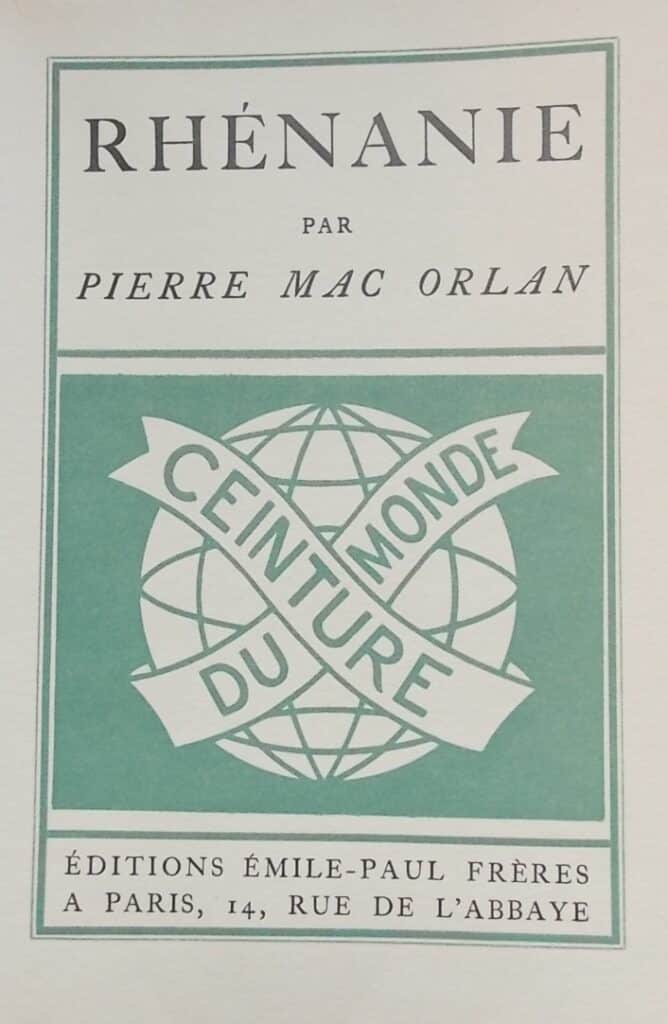 RHÉNANIE
PAR
PIERRE MAC ORLAN
CEINTURE
DU MONDE
ÉDITIONS ÉMILE-PAUL FRÈRES
A PARIS, 14, RUE DE L'ABBAYE